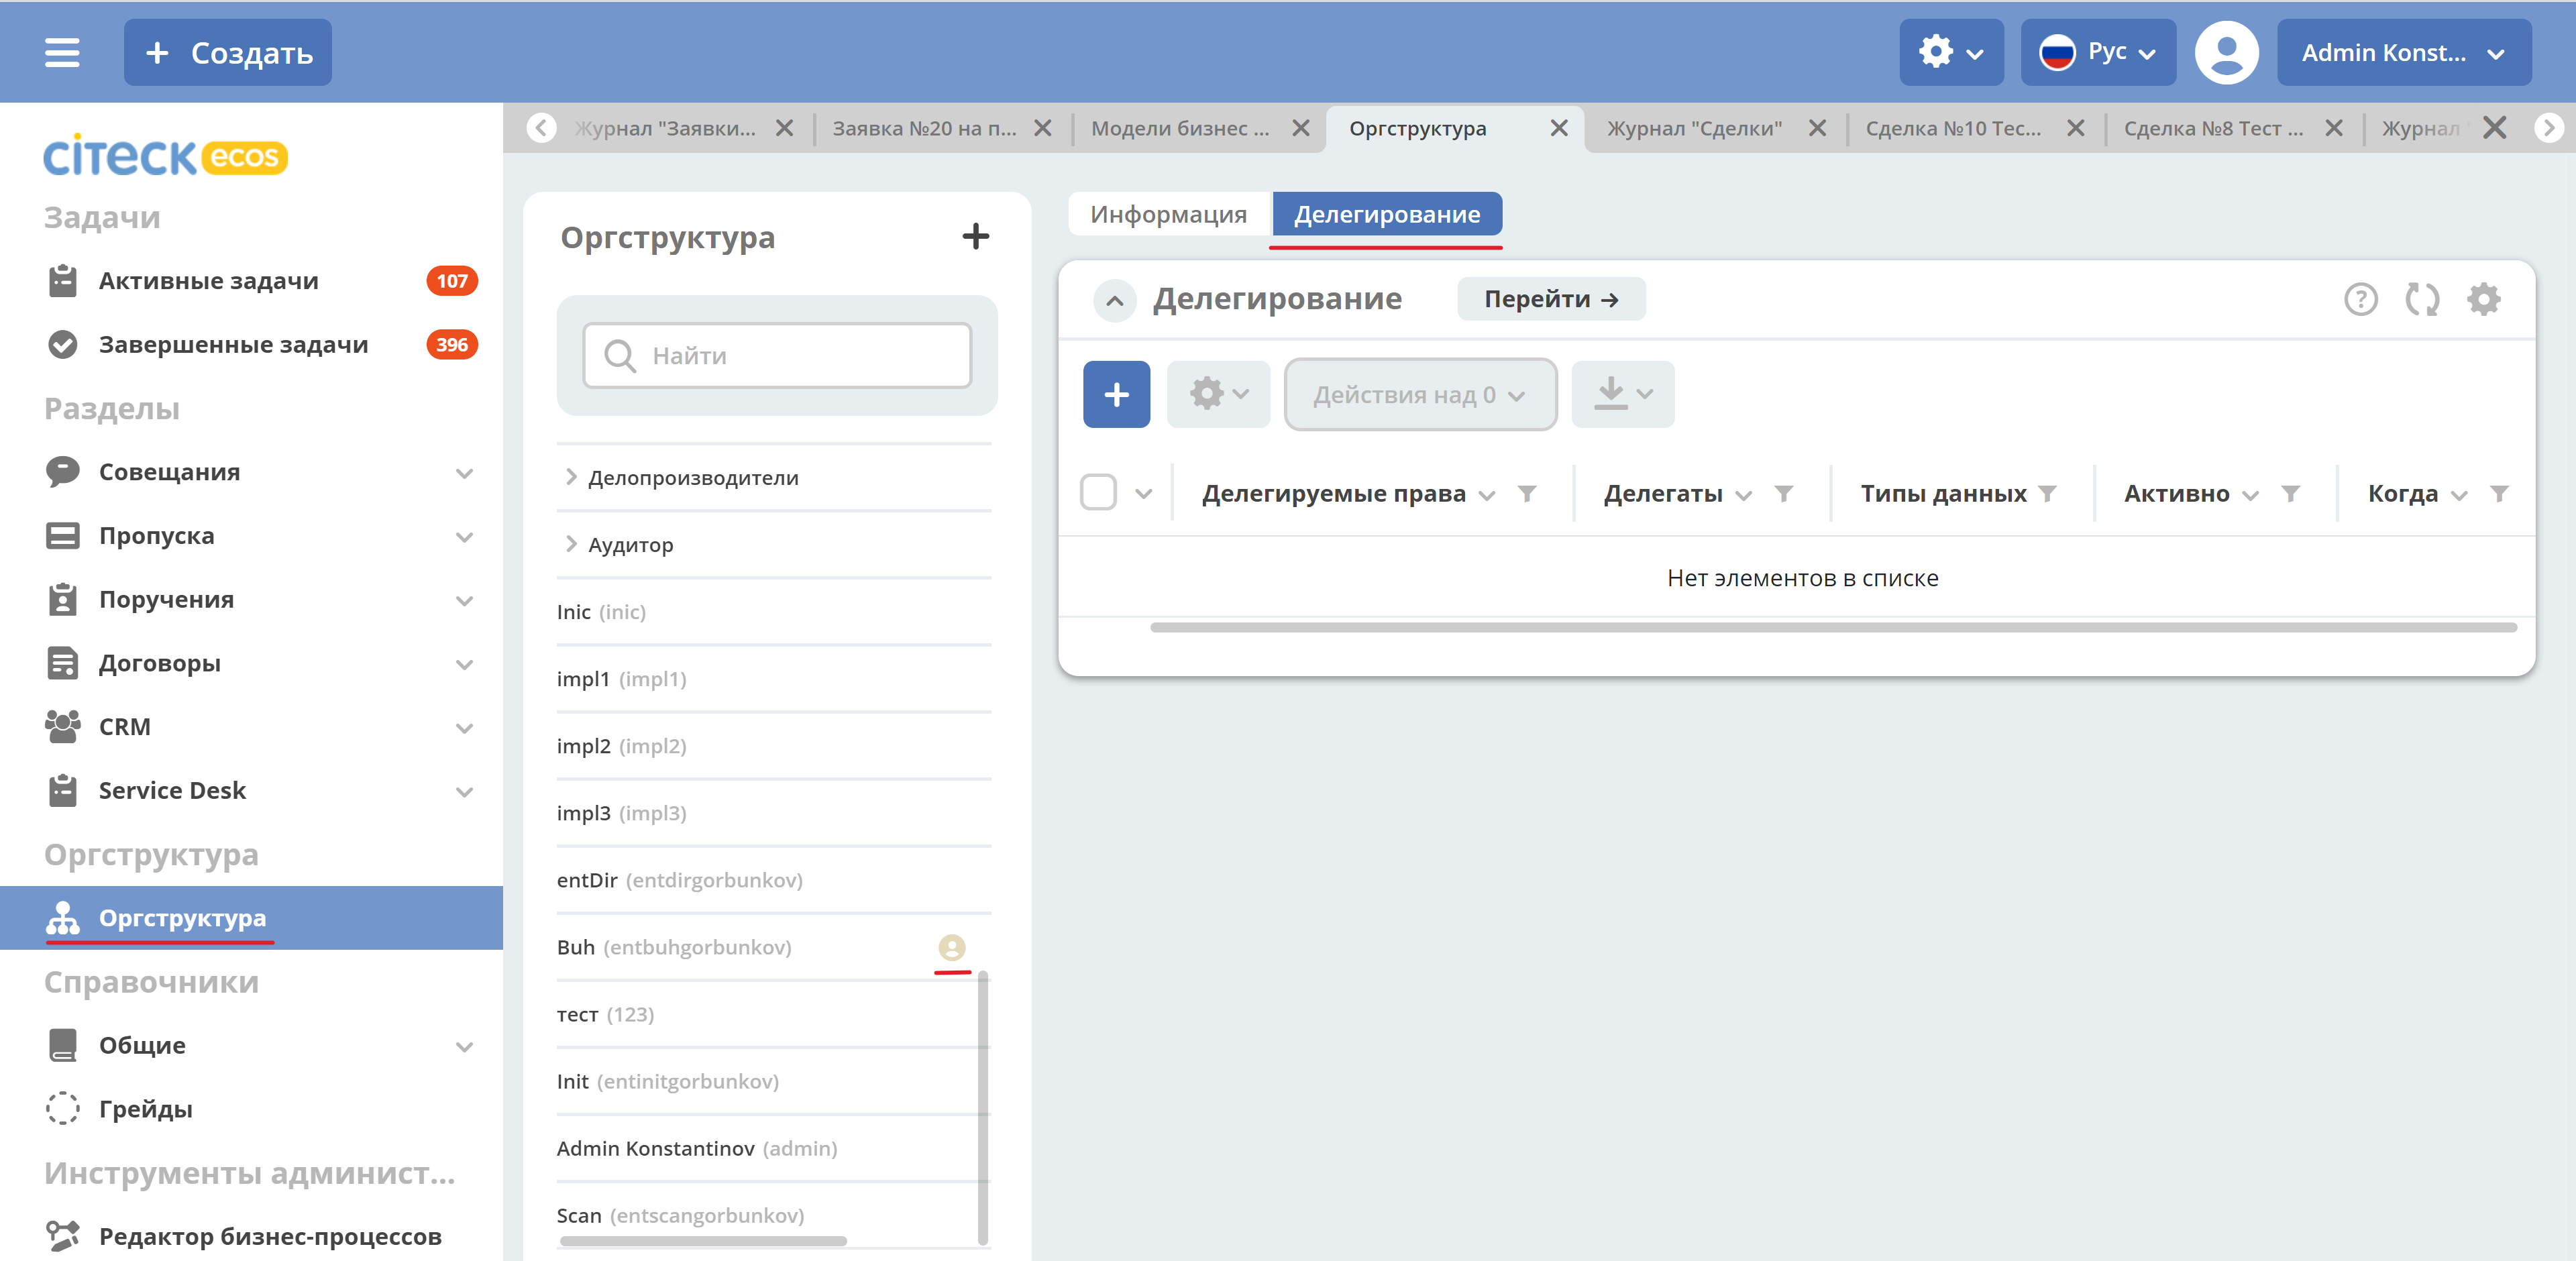 + Создать
Рус
Admin Konst...
Журнал "Заявки...
Заявка №20 на п...
Модели бизнес ...
Оргструктура
Журнал "Сделки"
Сделка №10 Тес...
Сделка №8 Тест ...
Журнал "
CITECK ecos
Задачи
Активные задачи 107
Завершенные задачи 396
Разделы
Совещания
Пропуска
Поручения
Договоры
CRM
Service Desk
Оргструктура
Оргструктура
Справочники
Общие
Грейды
Инструменты админист...
Редактор бизнес-процессов
Оргструктура +
Найти
Делопроизводители
Аудитор
Inic (inic)
impl1 (impl1)
impl2 (impl2)
impl3 (impl3)
entDir (entdirgorbunkov)
Buh (entbuhgorbunkov)
тест (123)
Init (entinitgorbunkov)
Admin Konstantinov (admin)
Scan (entscangorbunkov)
Информация Делегирование
Делегирование Перейти →
+ Действия над 0
Делегируемые права Делегаты Типы данных Активно Когда
Нет элементов в списке